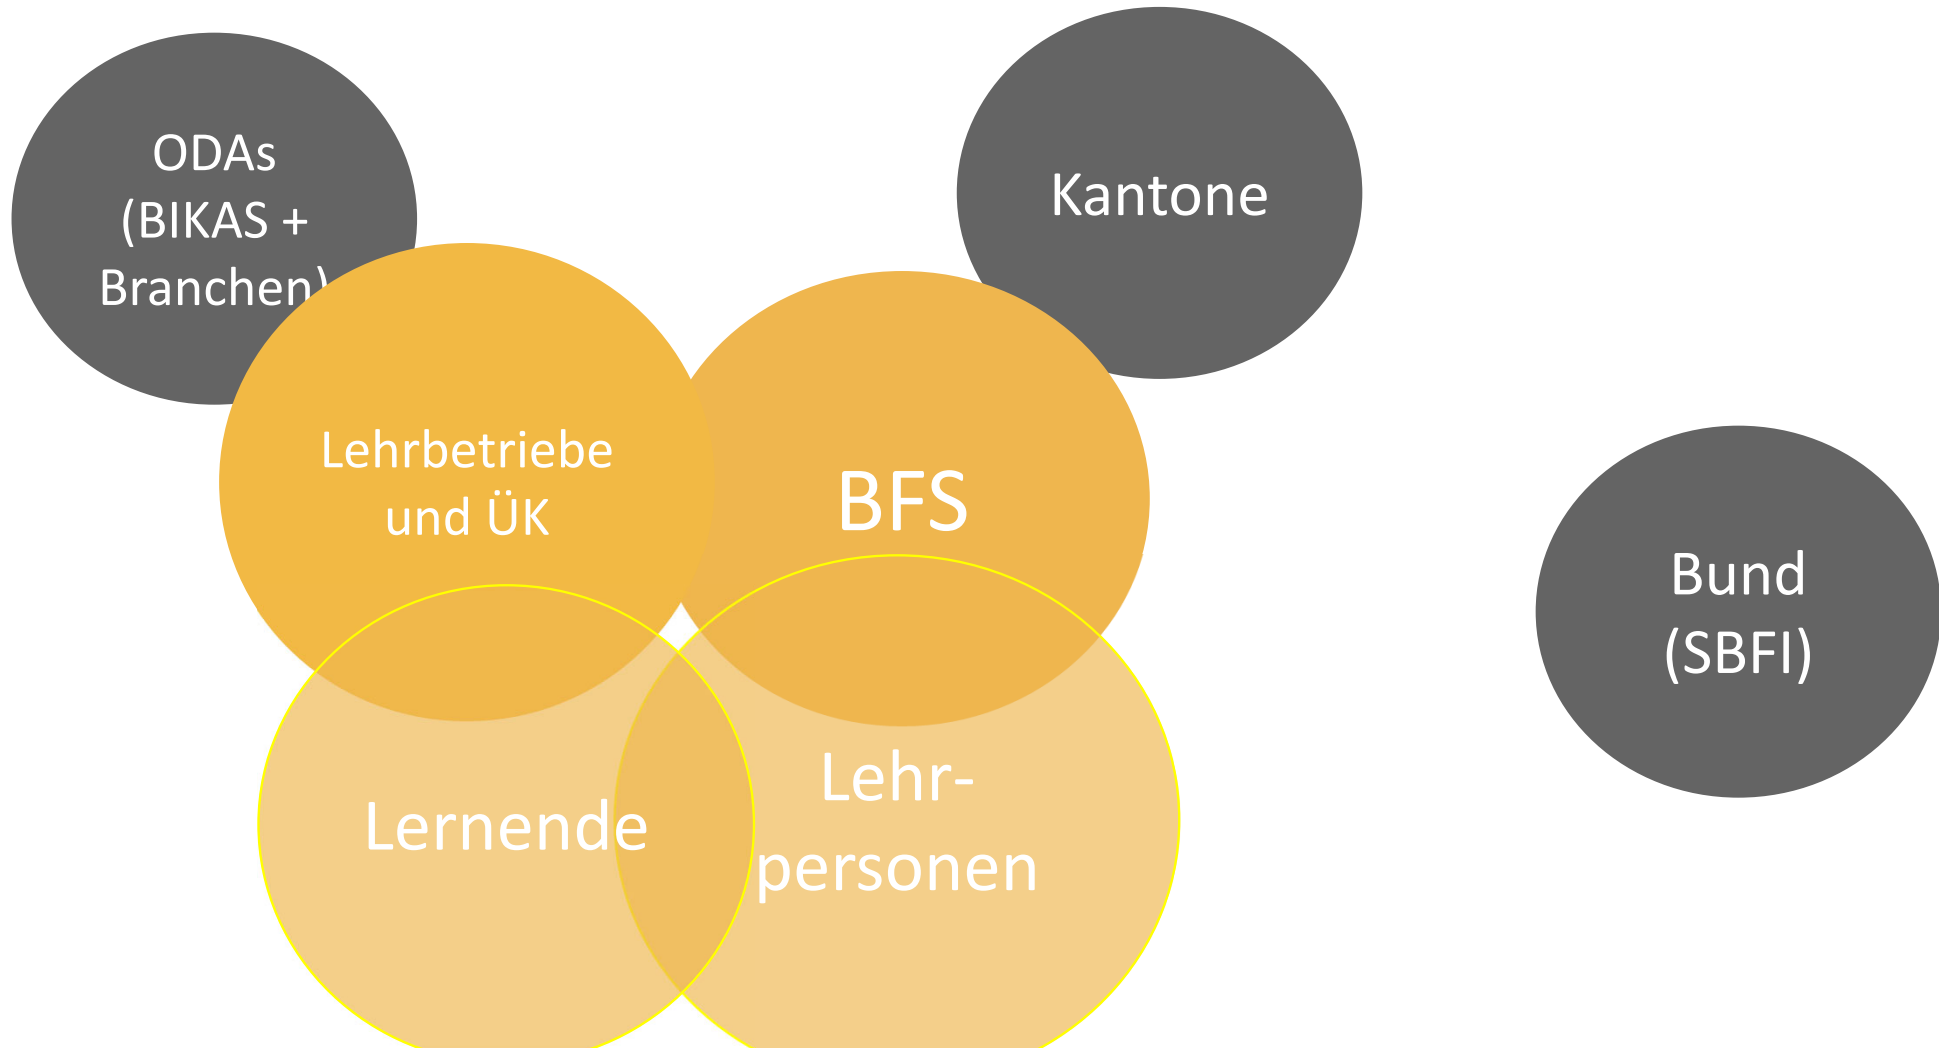 ODAs
(BIKAS +
Branchen)
Kantone
Lehrbetriebe
und ÜK
BFS
Bund
(SBFI)
Lernende
Lehr-
personen